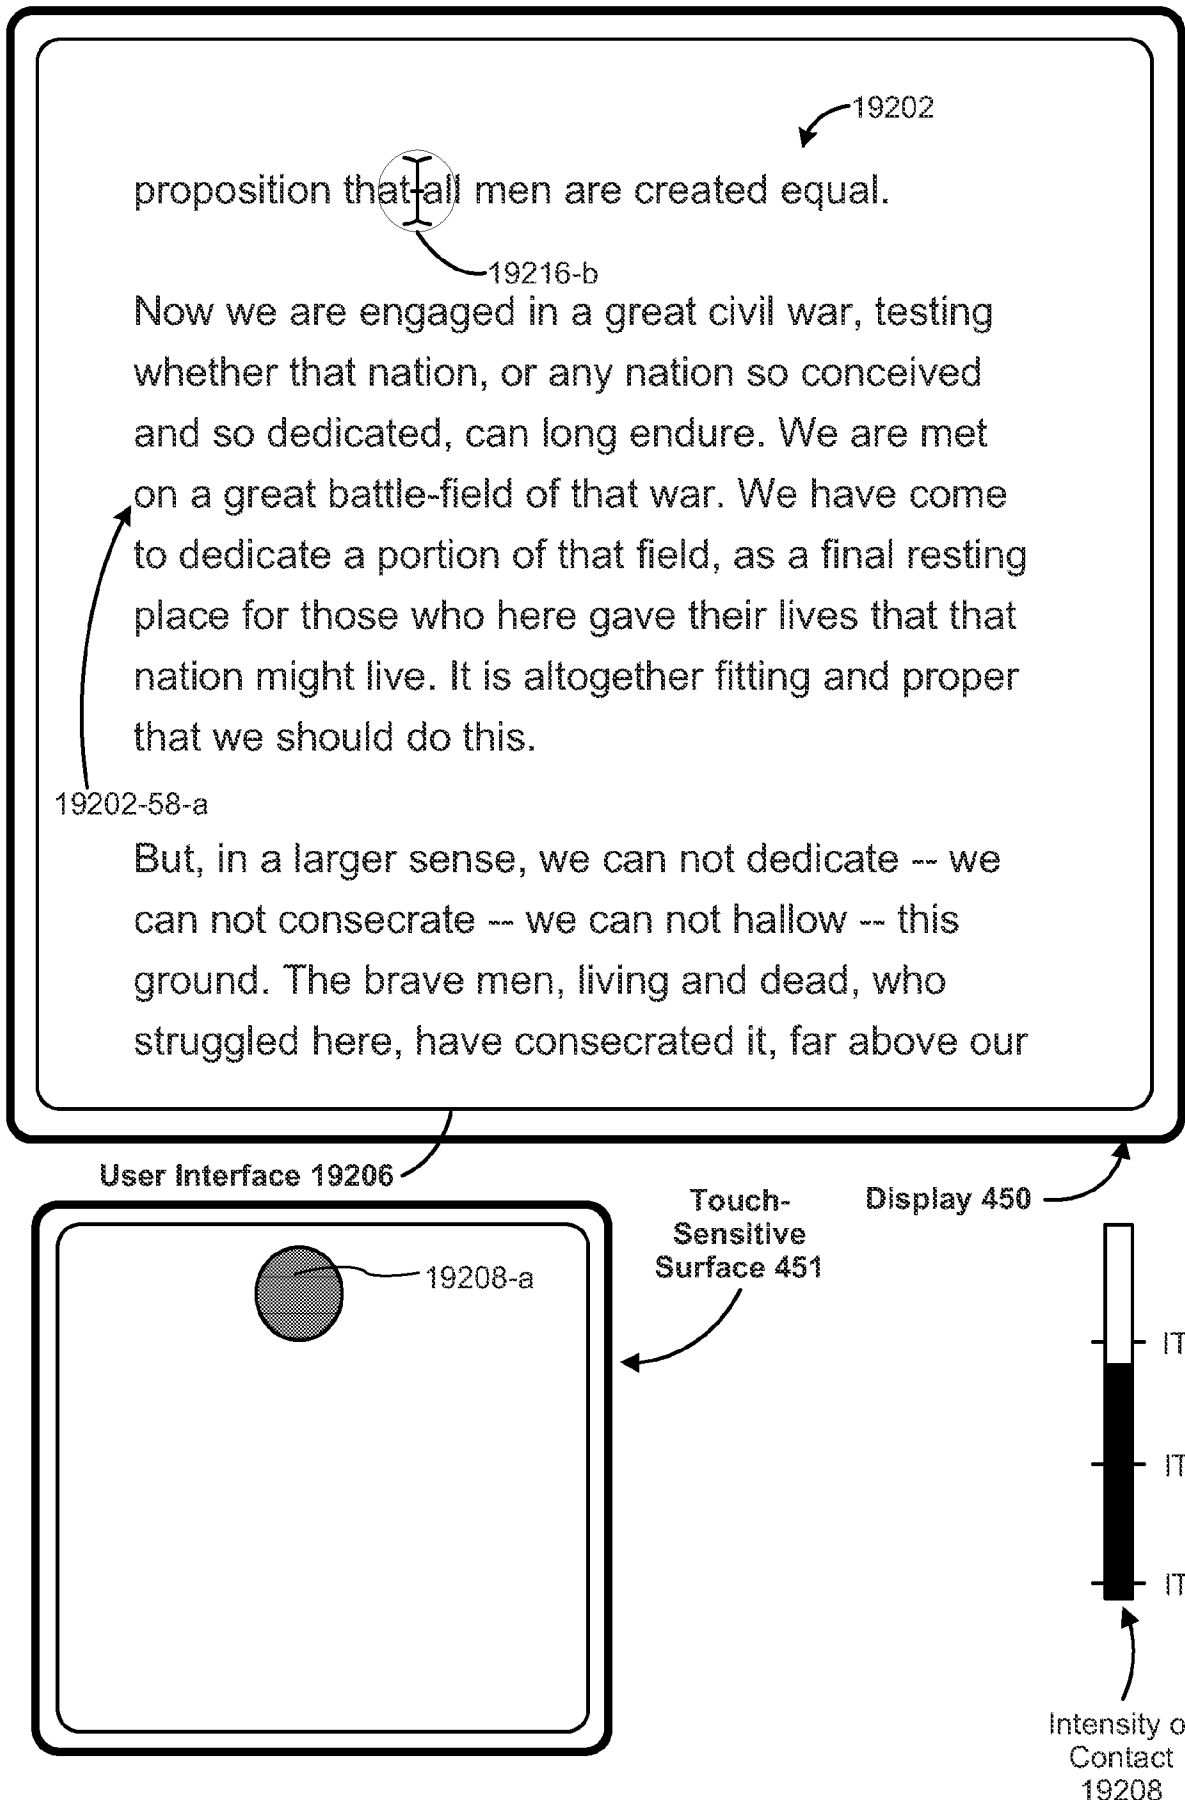 19202
proposition that all men are created equal.
19216-b
Now we are engaged in a great civil war, testing
whether that nation, or any nation so conceived
and so dedicated, can long endure. We are met
on a great battle-field of that war. We have come
to dedicate a portion of that field, as a final resting
place for those who here gave their lives that that
nation might live. It is altogether fitting and proper
that we should do this.
19202-58-a
But, in a larger sense, we can not dedicate -- we
can not consecrate -- we can not hallow -- this
ground. The brave men, living and dead, who
struggled here, have consecrated it, far above our
User Interface 19206
Display 450
Touch-
Sensitive
Surface 451
19208-a
IT
IT
IT
Intensity o
Contact
19208